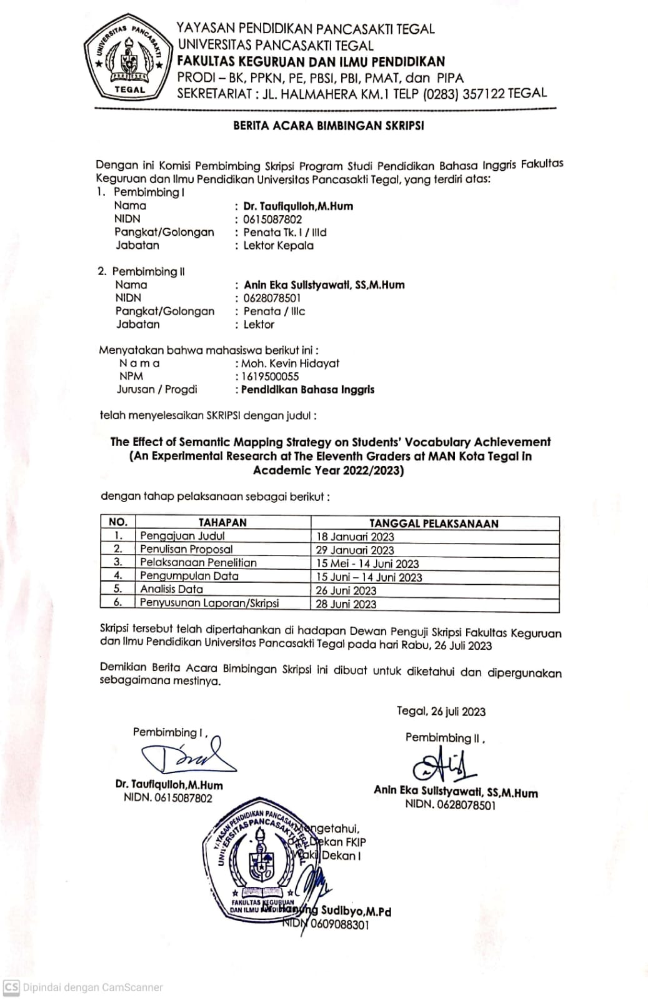 UNIVERSITAS PANCASAKTI
TEGAL
YAYASAN PENDIDIKAN PANCASAKTI TEGAL
UNIVERSITAS PANCASAKTI TEGAL
FAKULTAS KEGURUAN DAN ILMU PENDIDIKAN
PRODI – BK, PPKN, PE, PBSI, PBI, PMAT, dan PIPA
SEKRETARIAT : JL. HALMAHERA KM.1 TELP (0283) 357122 TEGAL
BERITA ACARA BIMBINGAN SKRIPSI
Dengan ini Komisi Pembimbing Skripsi Program Studi Pendidikan Bahasa Inggris Fakultas
Keguruan dan Ilmu Pendidikan Universitas Pancasakti Tegal, yang terdiri atas:
1. Pembimbing I
Nama : Dr. Taufiqulloh,M.Hum
NIDN : 0615087802
Pangkat/Golongan : Penata Tk. I / IIId
Jabatan : Lektor Kepala
2. Pembimbing II
Nama : Anin Eka Sulistyawati, SS,M.Hum
NIDN : 0628078501
Pangkat/Golongan : Penata / IIIc
Jabatan : Lektor
Menyatakan bahwa mahasiswa berikut ini :
N a m a : Moh. Kevin Hidayat
NPM : 1619500055
Jurusan / Progdi : Pendidikan Bahasa Inggris
telah menyelesaikan SKRIPSI dengan judul :
The Effect of Semantic Mapping Strategy on Students' Vocabulary Achievement
(An Experimental Research at The Eleventh Graders at MAN Kota Tegal in
Academic Year 2022/2023)
dengan tahap pelaksanaan sebagai berikut :
NO. TAHAPAN TANGGAL PELAKSANAAN
1. Pengajuan Judul 18 Januari 2023
2. Penulisan Proposal 29 Januari 2023
3. Pelaksanaan Penelitian 15 Mei - 14 Juni 2023
4. Pengumpulan Data 15 Juni – 14 Juni 2023
5. Analisis Data 26 Juni 2023
6. Penyusunan Laporan/Skripsi 28 Juni 2023
Skripsi tersebut telah dipertahankan di hadapan Dewan Penguji Skripsi Fakultas Keguruan
dan Ilmu Pendidikan Universitas Pancasakti Tegal pada hari Rabu, 26 Juli 2023
Demikian Berita Acara Bimbingan Skripsi ini dibuat untuk diketahui dan dipergunakan
sebagaimana mestinya.
Tegal, 26 juli 2023
Pembimbing I ,
Pembimbing II ,
Dr. Taufiqulloh,M.Hum
NIDN. 0615087802
Anin Eka Sulistyawati, SS,M.Hum
NIDN. 0628078501
YAYASAN PENDIDIKAN PANCASAKTI TEGAL
UNIVERSITAS PANCASAKTI TEGAL
FAKULTAS KEGURUAN
DAN ILMU
Mengetahui,
Dekan FKIP
Wakil Dekan I
Hanung Sudibyo,M.Pd
NIDN 0609088301
CS Dipindai dengan CamScanner